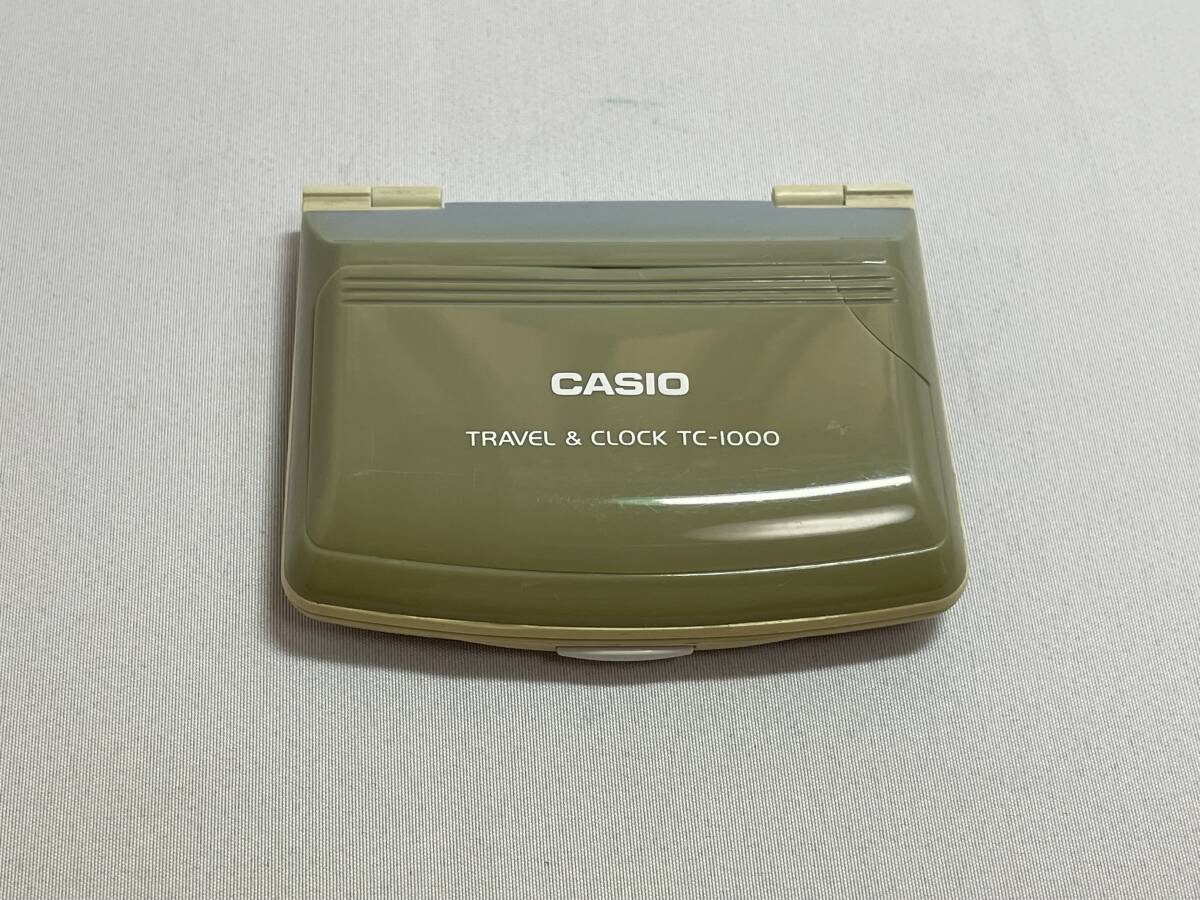 CASIO
TRAVEL & CLOCK TC-1000